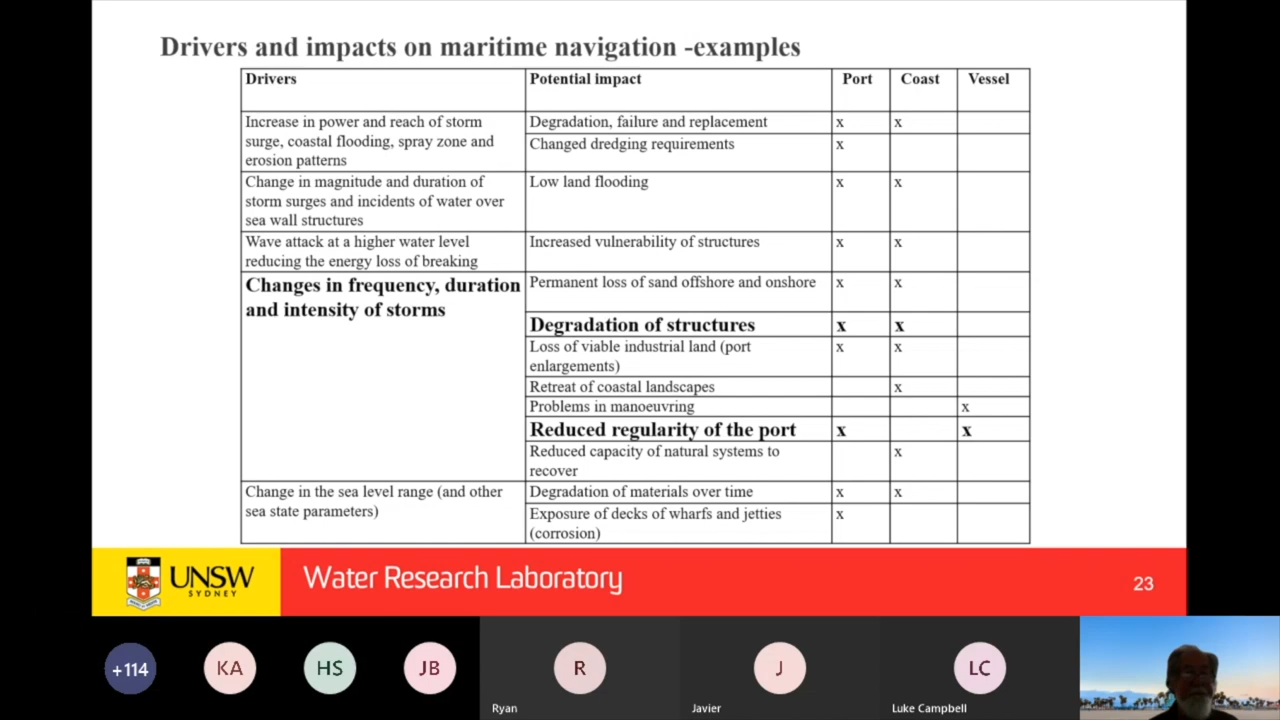 Drivers and impacts on maritime navigation -examples
Drivers Potential impact Port Coast Vessel
Increase in power and reach of storm
surge, coastal flooding, spray zone and
erosion patterns
Degradation, failure and replacement x x
Changed dredging requirements x
Change in magnitude and duration of
storm surges and incidents of water over
sea wall structures
Low land flooding x x
Wave attack at a higher water level
reducing the energy loss of breaking
Increased vulnerability of structures x x
Changes in frequency, duration
and intensity of storms
Permanent loss of sand offshore and onshore x x
Degradation of structures x x
Loss of viable industrial land (port
enlargements)
x x
Retreat of coastal landscapes x
Problems in manoeuvring x
Reduced regularity of the port x x
Reduced capacity of natural systems to
recover
x
Change in the sea level range (and other
sea state parameters)
Degradation of materials over time x x
Exposure of decks of wharfs and jetties
(corrosion)
x
UNSW
SYDNEY
Water Research Laboratory
23
+114
KA
HS
JB
R
J
LC
Ryan
Javier
Luke Campbell